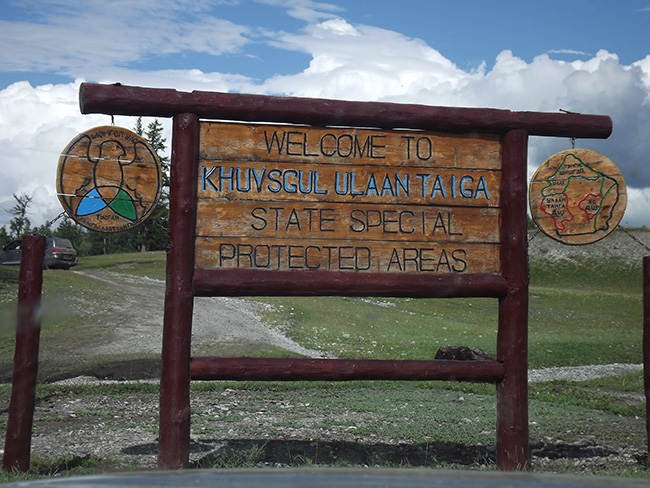 WELCOME TO
KHUVSGUL ULAAN TAIGA
STATE SPECIAL
PROTECTED AREAS